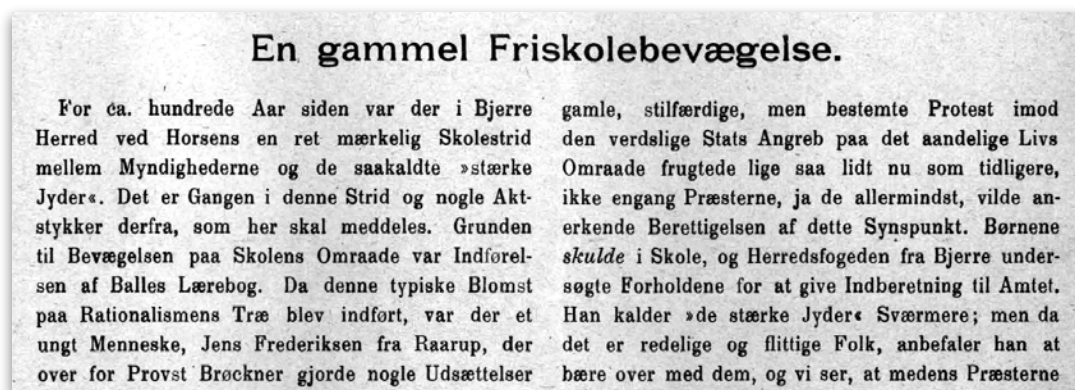 En gammel Friskolebevægelse.
For ca. hundrede Aar siden var der i Bjerre
Herred ved Horsens en ret mærkelig Skolestrid
mellem Myndighederne og de saakaldte »stærke
Jyder«. Det er Gangen i denne Strid og nogle Akt-
stykker derfra, som her skal meddeles. Grunden
til Bevægelsen paa Skolens Omraade var Indførel-
sen af Balles Lærebog. Da denne typiske Blomst
paa Rationalismens Træ blev indført, var der et
ungt Menneske, Jens Frederiksen fra Raarup, der
over for Provst Brøckner gjorde nogle Udsættelser
gamle, stilfærdige, men bestemte Protest imod
den verdslige Stats Angreb paa det aandelige Livs
Omraade frugtede lige saa lidt nu som tidligere,
ikke engang Præsterne, ja de allermindst, vilde an-
erkende Berettigelsen af dette Synspunkt. Børnene
skulde i Skole, og Herredsfogeden fra Bjerre under-
søgte Forholdene for at give Indberetning til Amtet.
Han kalder »de stærke Jyder« Sværmere; men da
det er redelige og flittige Folk, anbefaler han at
bære over med dem, og vi ser, at medens Præsterne